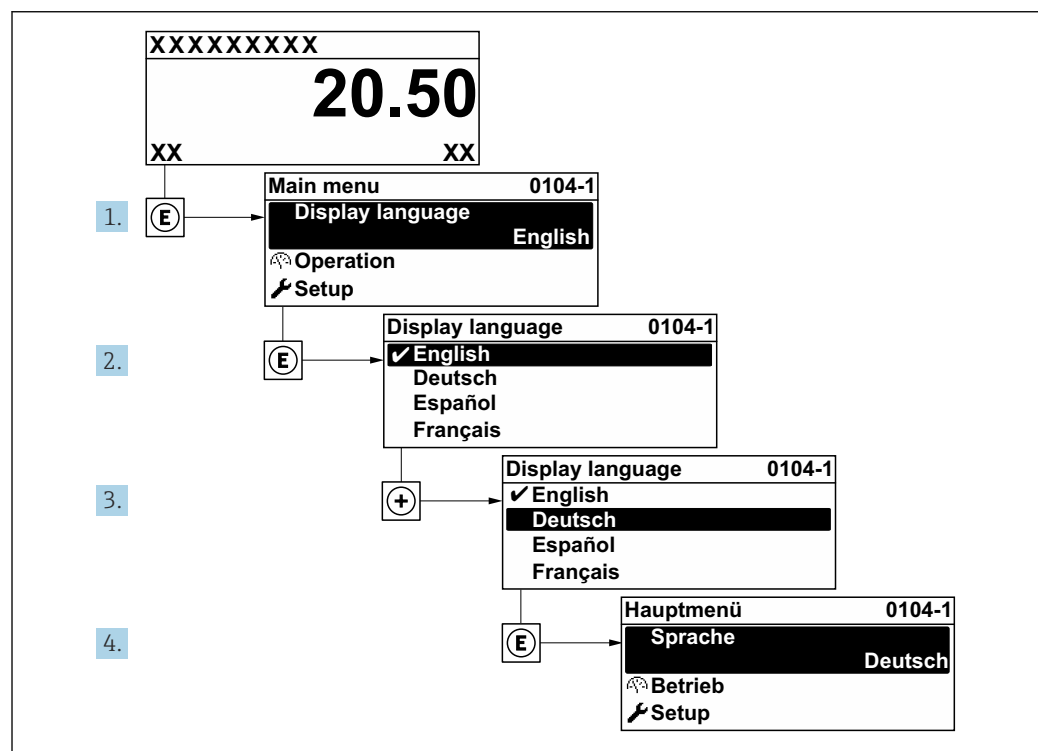 XXXXXXXXX
20.50
XX XX
1.
E
Main menu 0104-1
Display language
English
Operation
Setup
2.
E
Display language 0104-1
✔English
Deutsch
Español
Français
3.
+
Display language 0104-1
✔English
Deutsch
Español
Français
4.
E
Hauptmenü 0104-1
Sprache
Deutsch
Betrieb
Setup